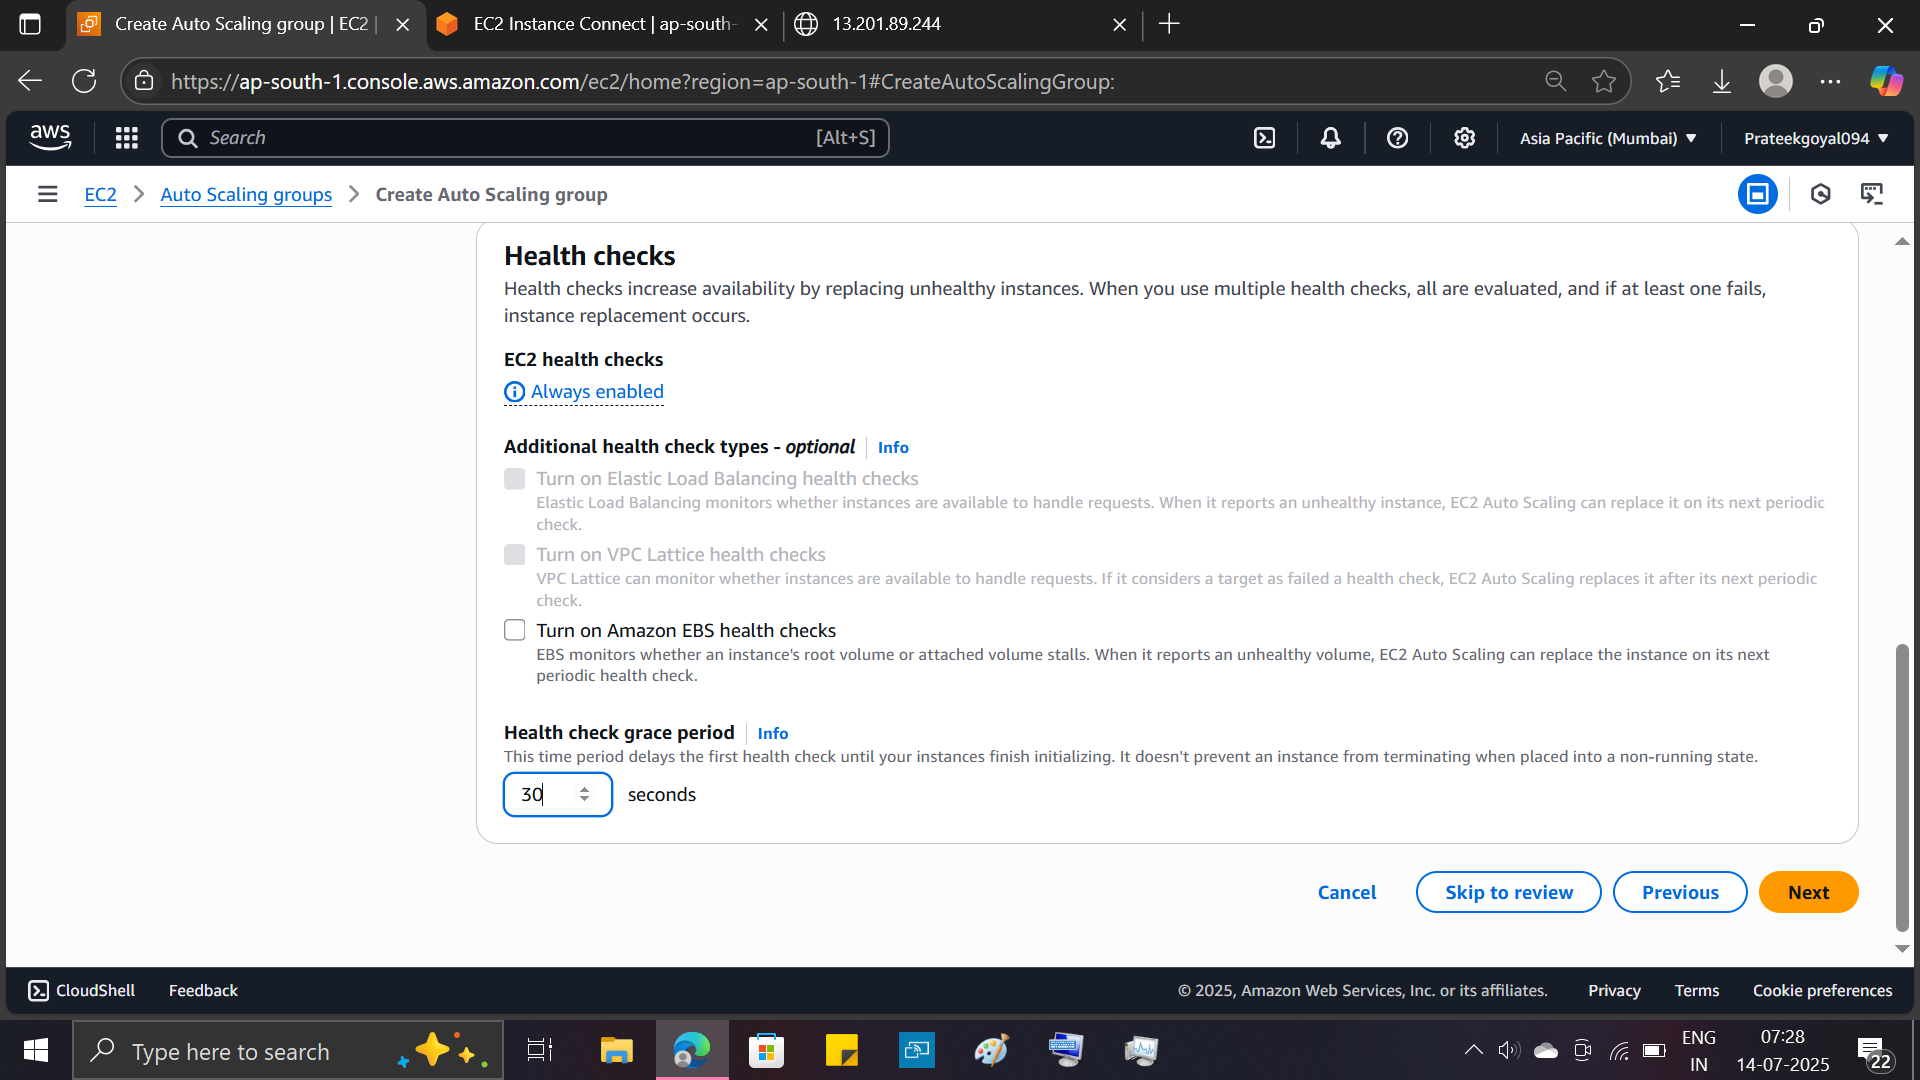 Create Auto Scaling group | EC2 |
EC2 Instance Connect | ap-south-
13.201.89.244
https://ap-south-1.console.aws.amazon.com/ec2/home?region=ap-south-1#CreateAutoScalingGroup:
aws
Search
[Alt+S]
Asia Pacific (Mumbai)
Prateekgoyal094
EC2
Auto Scaling groups
Create Auto Scaling group
Health checks
Health checks increase availability by replacing unhealthy instances. When you use multiple health checks, all are evaluated, and if at least one fails,
instance replacement occurs.
EC2 health checks
Always enabled
Additional health check types - optional
Info
Turn on Elastic Load Balancing health checks
Elastic Load Balancing monitors whether instances are available to handle requests. When it reports an unhealthy instance, EC2 Auto Scaling can replace it on its next periodic
check.
Turn on VPC Lattice health checks
VPC Lattice can monitor whether instances are available to handle requests. If it considers a target as failed a health check, EC2 Auto Scaling replaces it after its next periodic
check.
Turn on Amazon EBS health checks
EBS monitors whether an instance's root volume or attached volume stalls. When it reports an unhealthy volume, EC2 Auto Scaling can replace the instance on its next
periodic health check.
Health check grace period
Info
This time period delays the first health check until your instances finish initializing. It doesn't prevent an instance from terminating when placed into a non-running state.
30
seconds
Cancel
Skip to review
Previous
Next
CloudShell
Feedback
© 2025, Amazon Web Services, Inc. or its affiliates.
Privacy
Terms
Cookie preferences
Type here to search
ENG
IN
07:28
14-07-2025
22